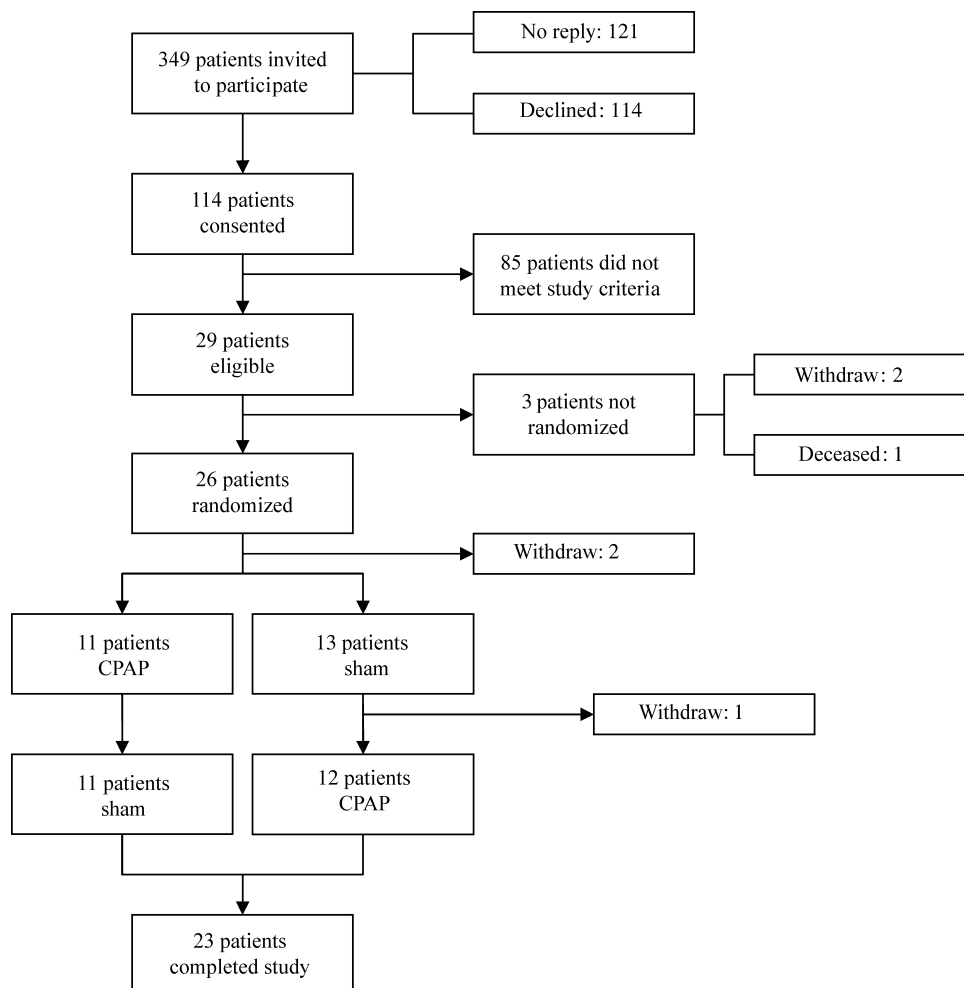 349 patients invited
to participate
No reply: 121
Declined: 114
114 patients
consented
85 patients did not
meet study criteria
29 patients
eligible
3 patients not
randomized
Withdraw: 2
Deceased: 1
26 patients
randomized
Withdraw: 2
11 patients
CPAP
13 patients
sham
Withdraw: 1
11 patients
sham
12 patients
CPAP
23 patients
completed study